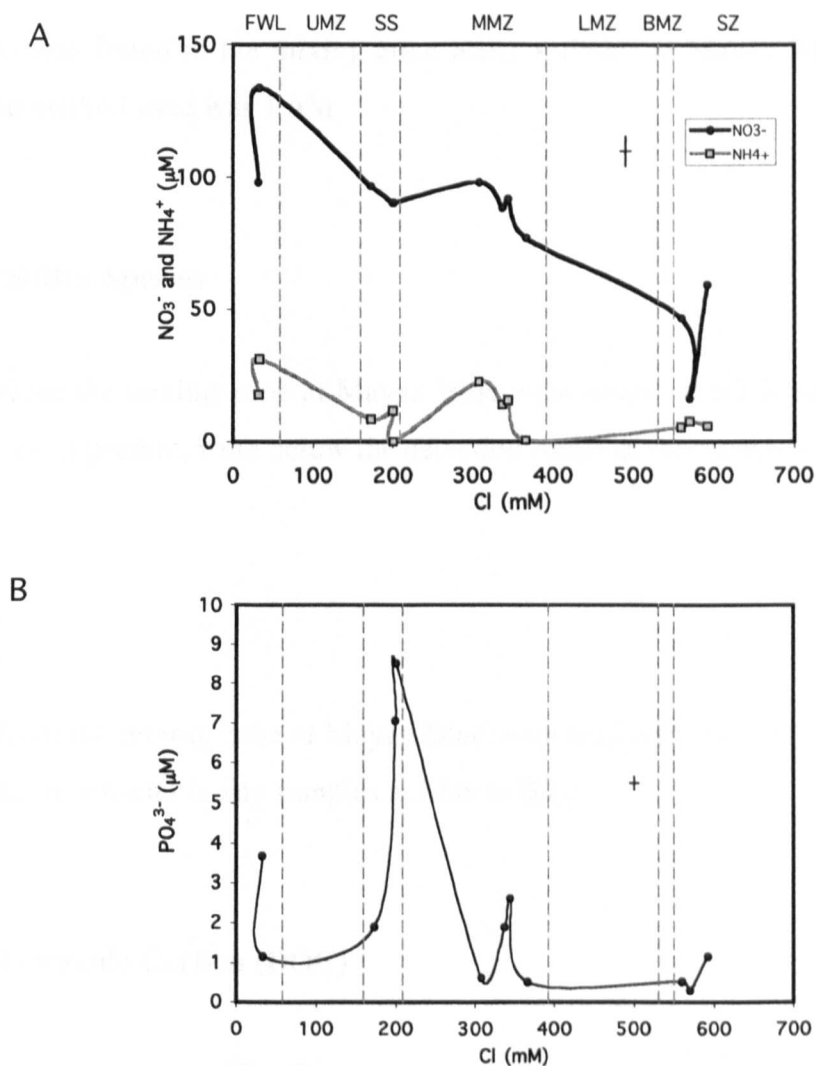 A
FWL UMZ SS MMZ LMZ BMZ SZ
150
100
50
0
NO3⁻ and NH4⁺ (µM)
NO3-
NH4+
0 100 200 300 400 500 600 700
Cl (mM)
B
10
9
8
7
6
5
4
3
2
1
0
PO4³⁻ (µM)
0 100 200 300 400 500 600 700
Cl (mM)